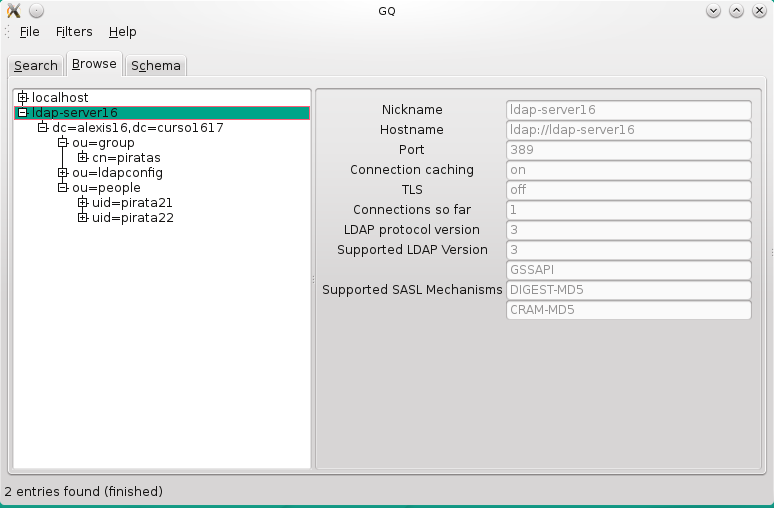 GQ
File Filters Help
Search Browse Schema
localhost
ldap-server16
dc=alexis16,dc=curso1617
ou=group
cn=piratas
ou=ldapconfig
ou=people
uid=pirata21
uid=pirata22
Nickname ldap-server16
Hostname ldap://ldap-server16
Port 389
Connection caching on
TLS off
Connections so far 1
LDAP protocol version 3
Supported LDAP Version 3
GSSAPI
Supported SASL Mechanisms DIGEST-MD5
CRAM-MD5
2 entries found (finished)